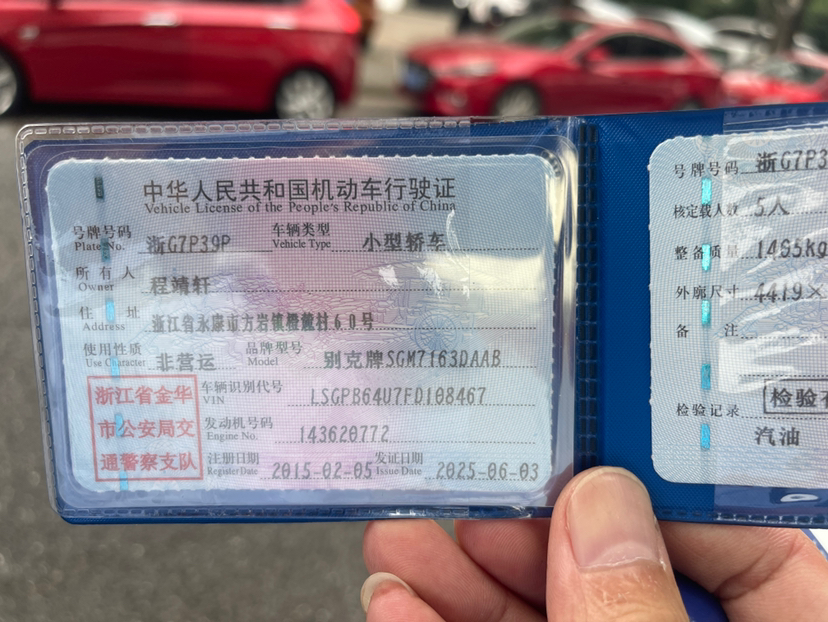 中华人民共和国机动车行驶证
Vehicle License of the People's Republic of China
号牌号码 浙G7P39P 车辆类型 小型轿车
Plate No. Vehicle Type
所有人 程靖轩
Owner
住址 浙江省永康市方岩镇橙麓村60号
Address
使用性质 非营运 品牌型号 别克牌SGM7163DAAB
Use Character Model
浙江省金华
市公安局交
通警察支队
车辆识别代号 LSGPB64U7FD108467
VIN
发动机号码 143620772
Engine No.
注册日期 2015-02-05 发证日期 2025-06-03
Register Date Issue Date
号牌号码 浙G7P3
核定载人数 5人
整备质量 1485kg
外廓尺寸 4419×
备注
检验有
检验记录
汽油